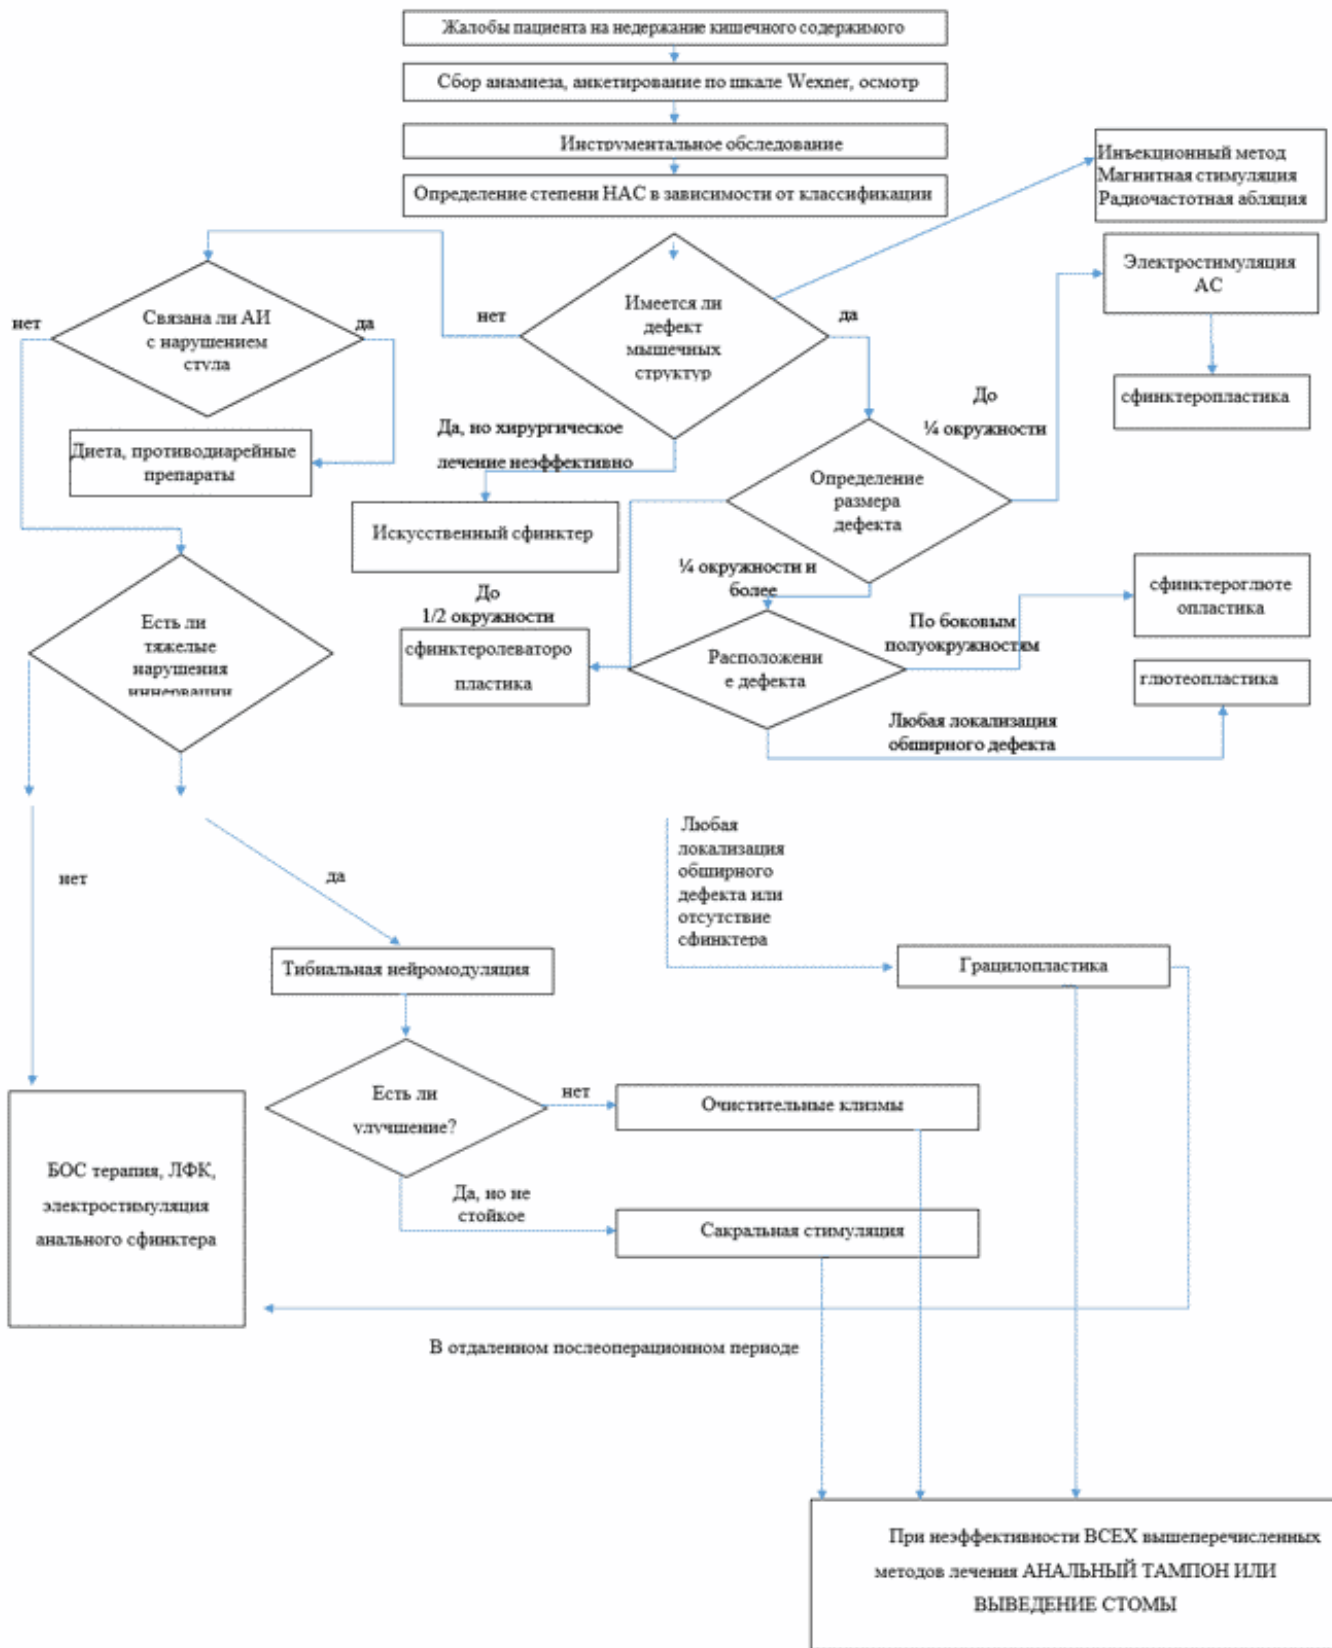 Жалобы пациента на недержание кишечного содержимого
Сбор анамнеза, анкетирование по шкале Wexner, осмотр
Инструментальное обследование
Определение степени НАС в зависимости от классификации
Инъекционный метод
Магнитная стимуляция
Радиочастотная абляция
Электростимуляция
АС
сфинктеропластика
Связана ли АИ
с нарушением
стула
нет
да
Имеется ли
дефект
мышечных
структур
нет
да
Диета, противодиарейные
препараты
Да, но хирургическое
лечение неэффективно
До
¼ окружности
Определение
размера
дефекта
Искусственный сфинктер
¼ окружности и
более
До
1/2 окружности
сфинктеролеваторо
пластика
Расположени
е дефекта
По боковым
полуокружностям
сфинктероглюте
опластика
глютеопластика
Любая локализация
обширного дефекта
Есть ли
тяжелые
нарушения
иннервации
нет
да
Любая
локализация
обширного
дефекта или
отсутствие
сфинктера
Тибиальная нейромодуляция
Грацилопластика
Есть ли
улучшение?
нет
Очистительные клизмы
Да, но не
стойкое
Сакральная стимуляция
БОС терапия, ЛФК,
электростимуляция
анального сфинктера
В отдаленном послеоперационном периоде
При неэффективности ВСЕХ вышеперечисленных
методов лечения АНАЛЬНЫЙ ТАМПОН ИЛИ
ВЫВЕДЕНИЕ СТОМЫ